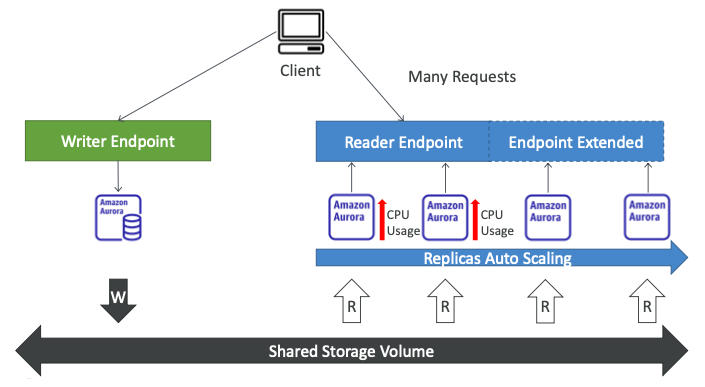 Client
Many Requests
Writer Endpoint
Reader Endpoint
Endpoint Extended
Amazon
Aurora
Amazon
Aurora
CPU
Usage
Amazon
Aurora
CPU
Usage
Amazon
Aurora
Amazon
Aurora
Replicas Auto Scaling
W
R
R
R
R
Shared Storage Volume